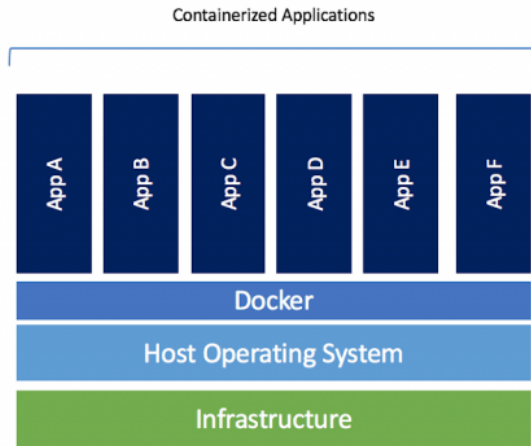 Containerized Applications
App A
App B
App C
App D
App E
App F
Docker
Host Operating System
Infrastructure